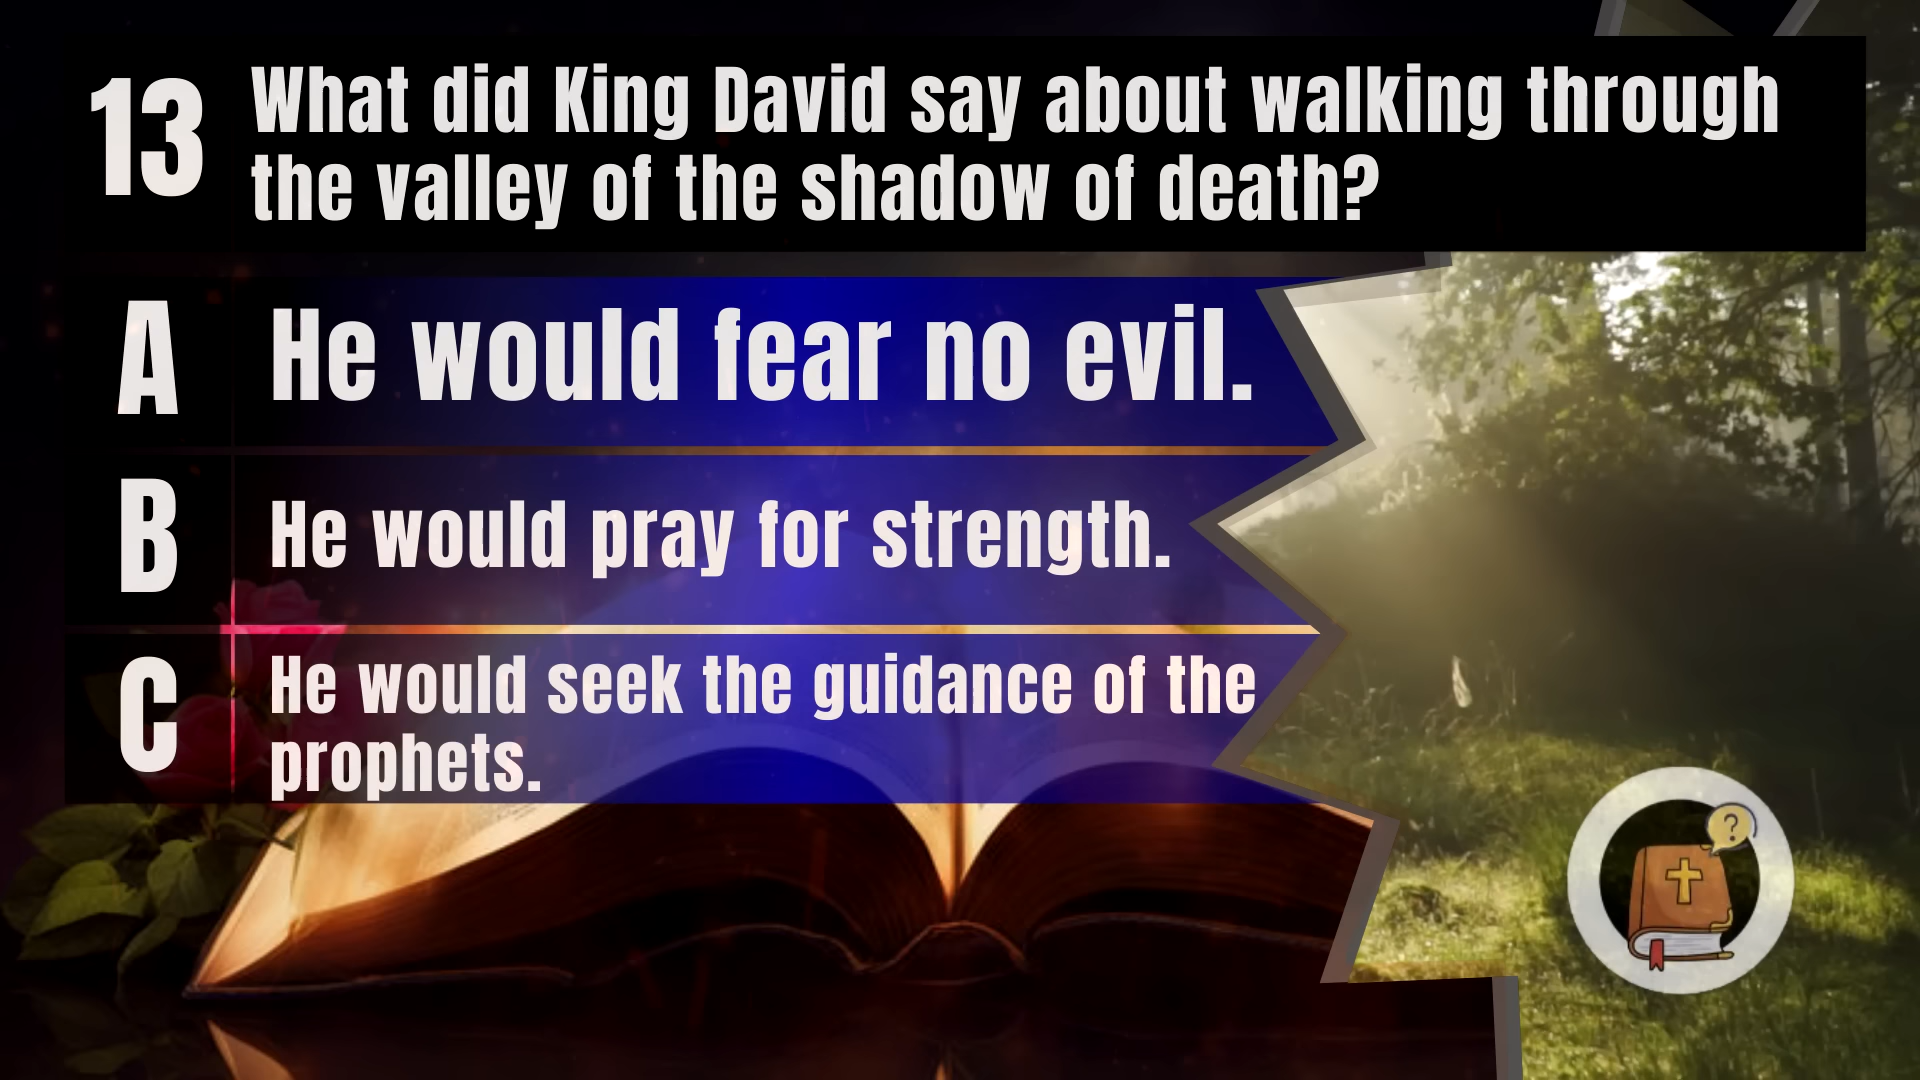 13
What did King David say about walking through
the valley of the shadow of death?
A
He would fear no evil.
B
He would pray for strength.
C
He would seek the guidance of the
prophets.
?